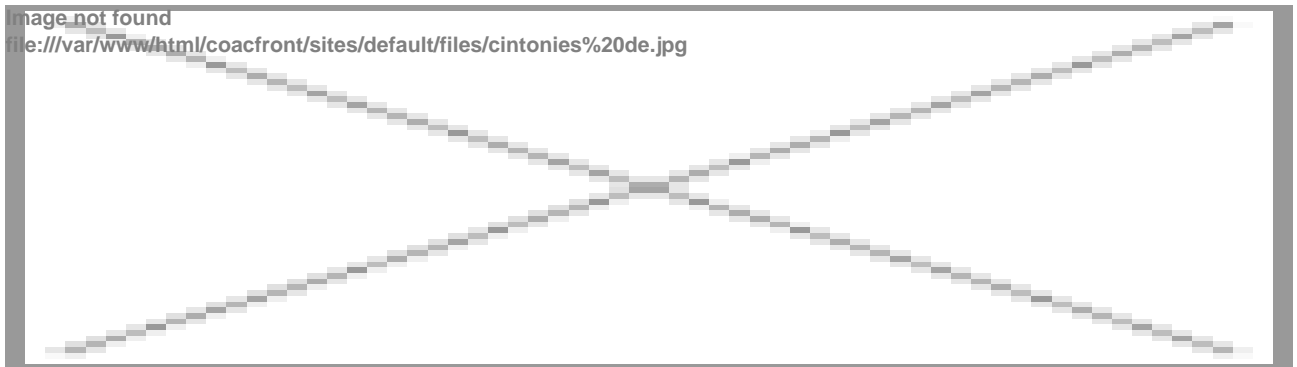 Image not found
file:///var/www/html/coacfront/sites/default/files/cintonies%20de.jpg